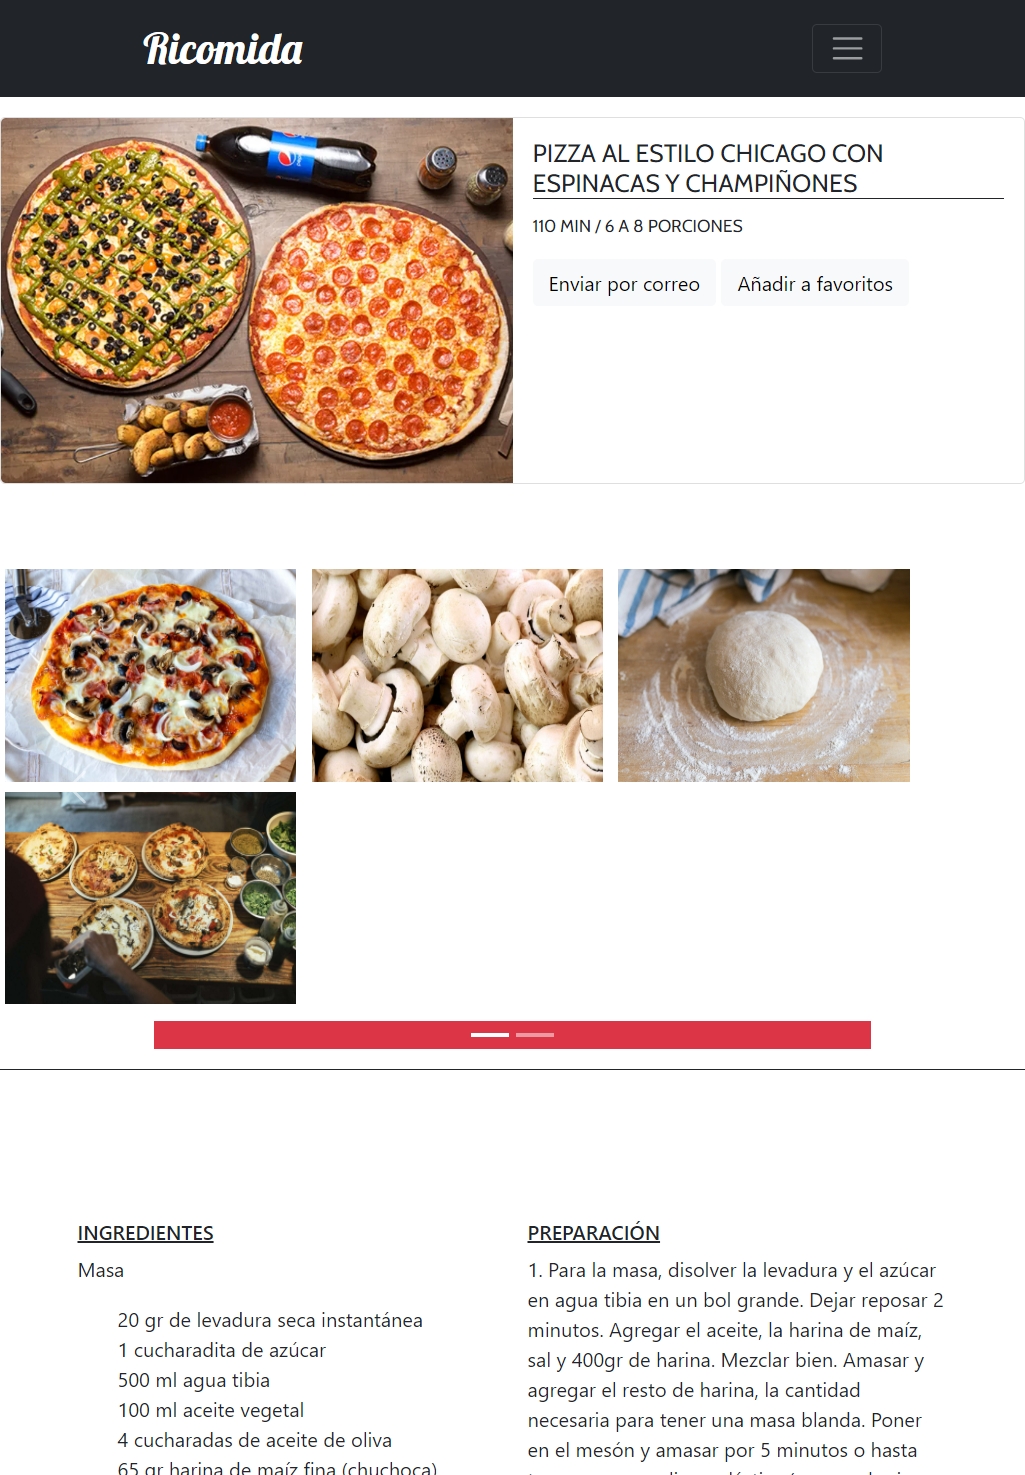 Ricomida
PIZZA AL ESTILO CHICAGO CON
ESPINACAS Y CHAMPIÑONES
110 MIN / 6 A 8 PORCIONES
Enviar por correo
Añadir a favoritos
INGREDIENTES
Masa
20 gr de levadura seca instantánea
1 cucharadita de azúcar
500 ml agua tibia
100 ml aceite vegetal
4 cucharadas de aceite de oliva
65 gr harina de maíz fina (chuchoca)
PREPARACIÓN
1. Para la masa, disolver la levadura y el azúcar
en agua tibia en un bol grande. Dejar reposar 2
minutos. Agregar el aceite, la harina de maíz,
sal y 400gr de harina. Mezclar bien. Amasar y
agregar el resto de harina, la cantidad
necesaria para tener una masa blanda. Poner
en el mesón y amasar por 5 minutos o hasta